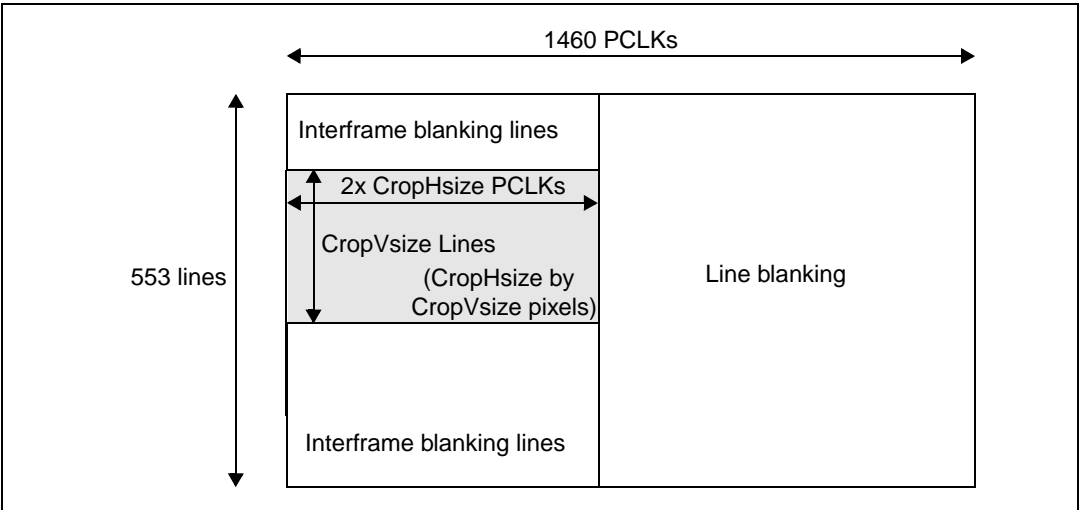 1460 PCLKs
Interframe blanking lines
2x CropHsize PCLKs
CropVsize Lines
(CropHsize by
CropVsize pixels)
553 lines
Line blanking
Interframe blanking lines